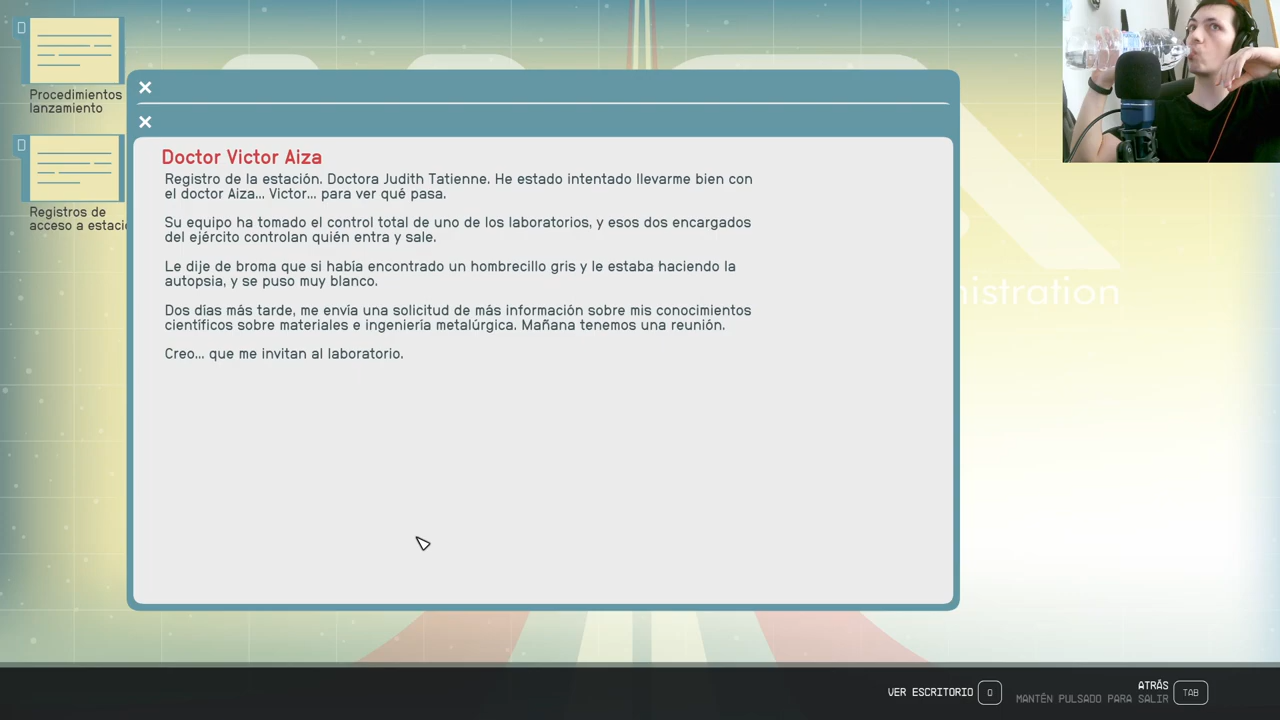 Procedimientos
lanzamiento
Registros de
acceso a estacio
Doctor Victor Aiza
Registro de la estación. Doctora Judith Tatienne. He estado intentado llevarme bien con
el doctor Aiza... Victor... para ver qué pasa.
Su equipo ha tomado el control total de uno de los laboratorios, y esos dos encargados
del ejército controlan quién entra y sale.
Le dije de broma que si había encontrado un hombrecillo gris y le estaba haciendo la
autopsia, y se puso muy blanco.
Dos días más tarde, me envía una solicitud de más información sobre mis conocimientos
científicos sobre materiales e ingeniería metalúrgica. Mañana tenemos una reunión.
Creo... que me invitan al laboratorio.
nistration
VER ESCRITORIO Q
ATRÁS
MANTÉN PULSADO PARA SALIR TAB